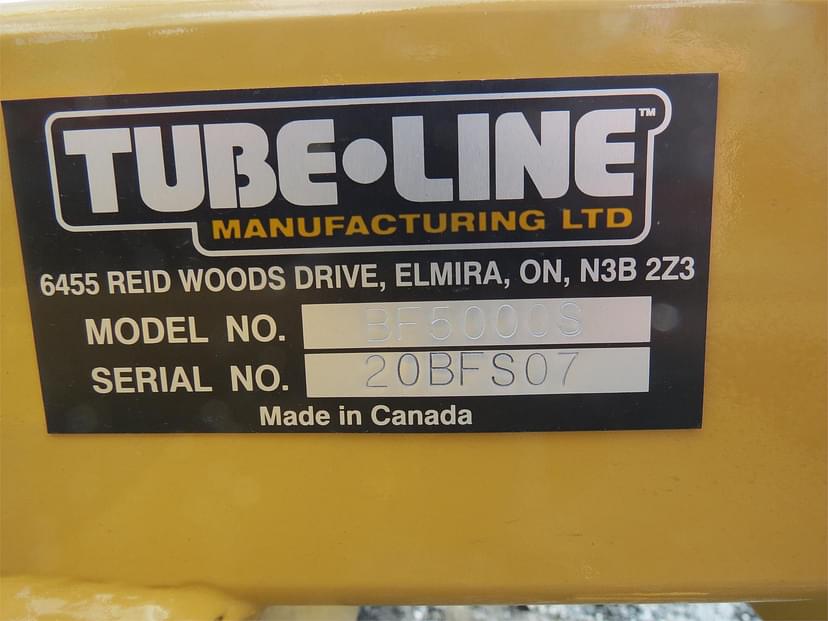 TUBE•LINE™
MANUFACTURING LTD
6455 REID WOODS DRIVE, ELMIRA, ON, N3B 2Z3
MODEL NO. BF5000S
SERIAL NO. 20BFS07
Made in Canada